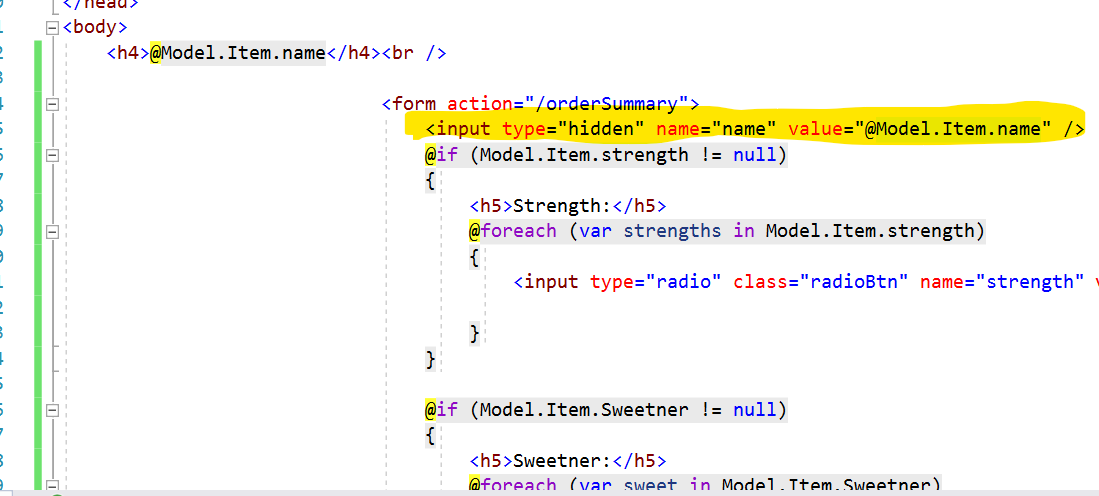 </head>
<body>
<h4>@Model.Item.name</h4><br />
<form action="/orderSummary">
<input type="hidden" name="name" value="@Model.Item.name" />
@if (Model.Item.strength != null)
{
<h5>Strength:</h5>
@foreach (var strengths in Model.Item.strength)
{
<input type="radio" class="radioBtn" name="strength"
}
}
@if (Model.Item.Sweetner != null)
{
<h5>Sweetner:</h5>
@foreach (var sweet in Model.Item.Sweetner)